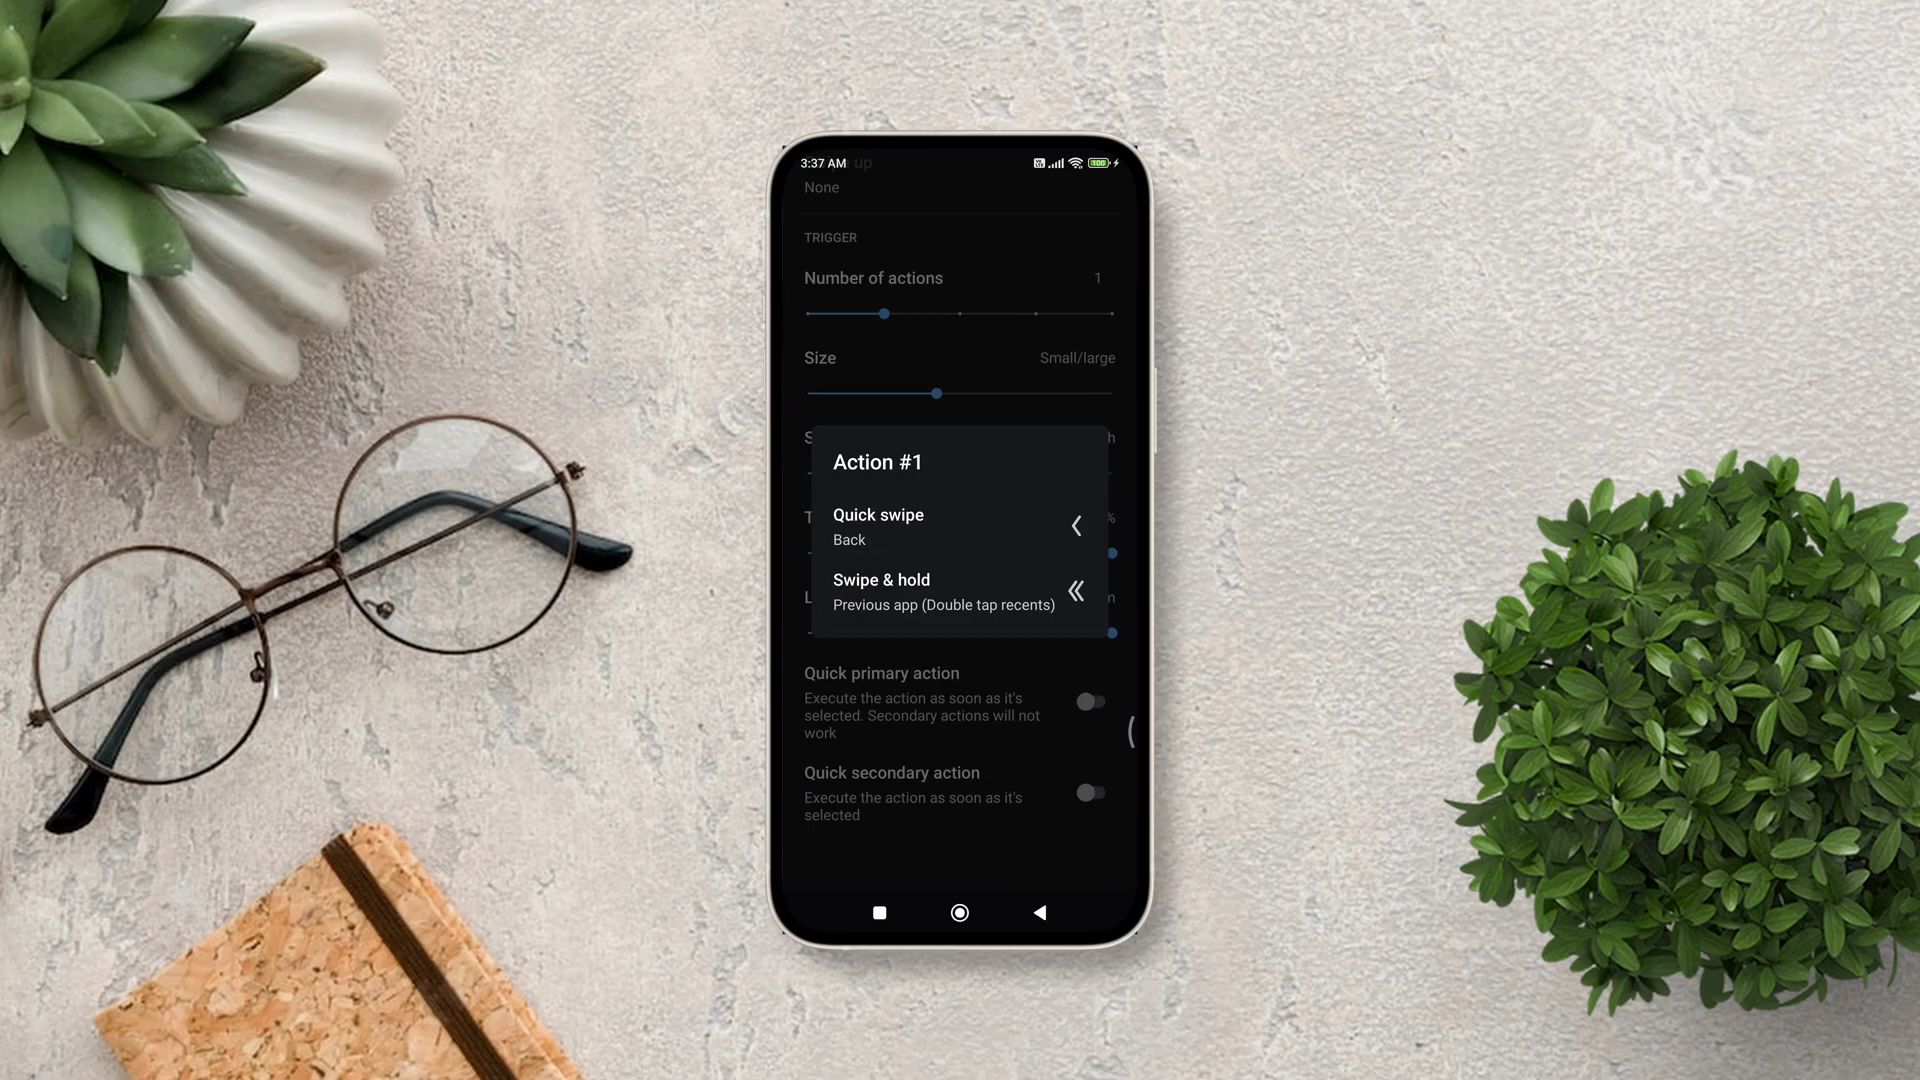 3:37 AM up
100
None
TRIGGER
Number of actions 1
Size Small/large
Action #1
Quick swipe
Back
Swipe & hold
Previous app (Double tap recents)
Quick primary action
Execute the action as soon as it's
selected. Secondary actions will not
work
Quick secondary action
Execute the action as soon as it's
selected